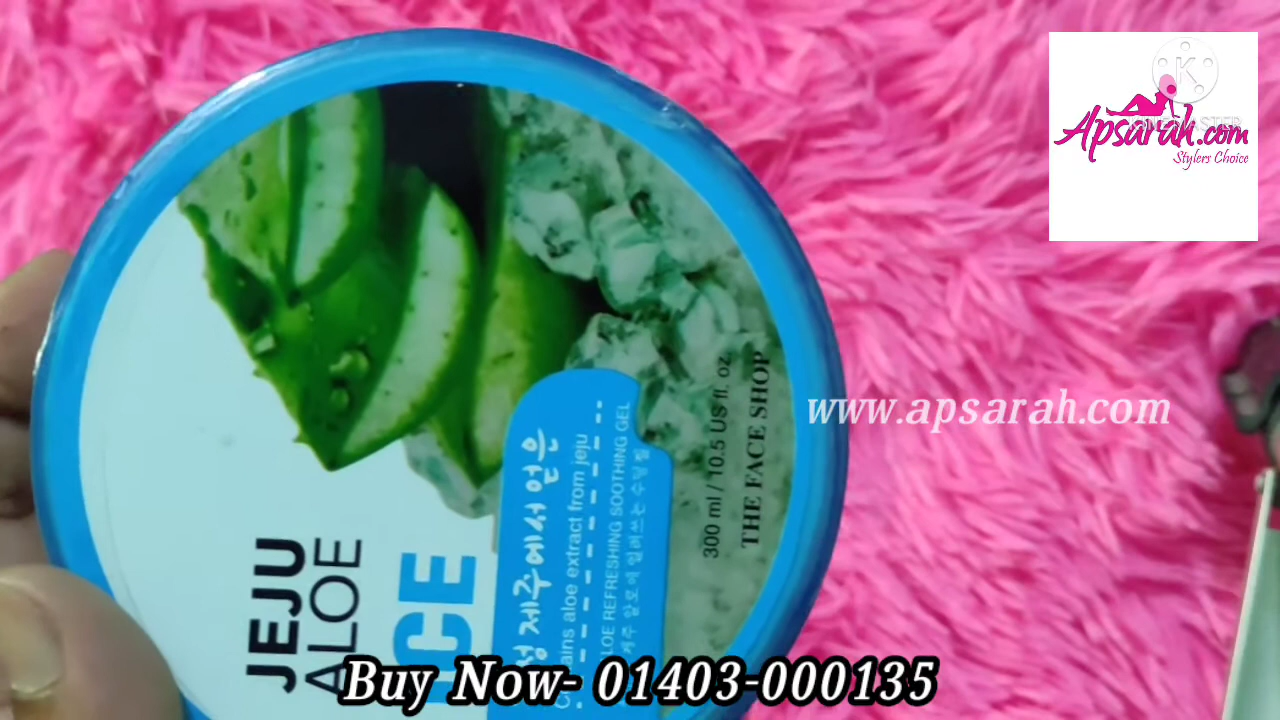 JEJU
ALOE
ICE
제주에서 얻은
aloe extract from jeju
ALOE REFRESHING SOOTHING GEL
300 ml / 10.5 US fl. oz.
THE FACE SHOP
K
Apsarah.com
Stylers Choice
www.apsarah.com
Buy Now- 01403-000135